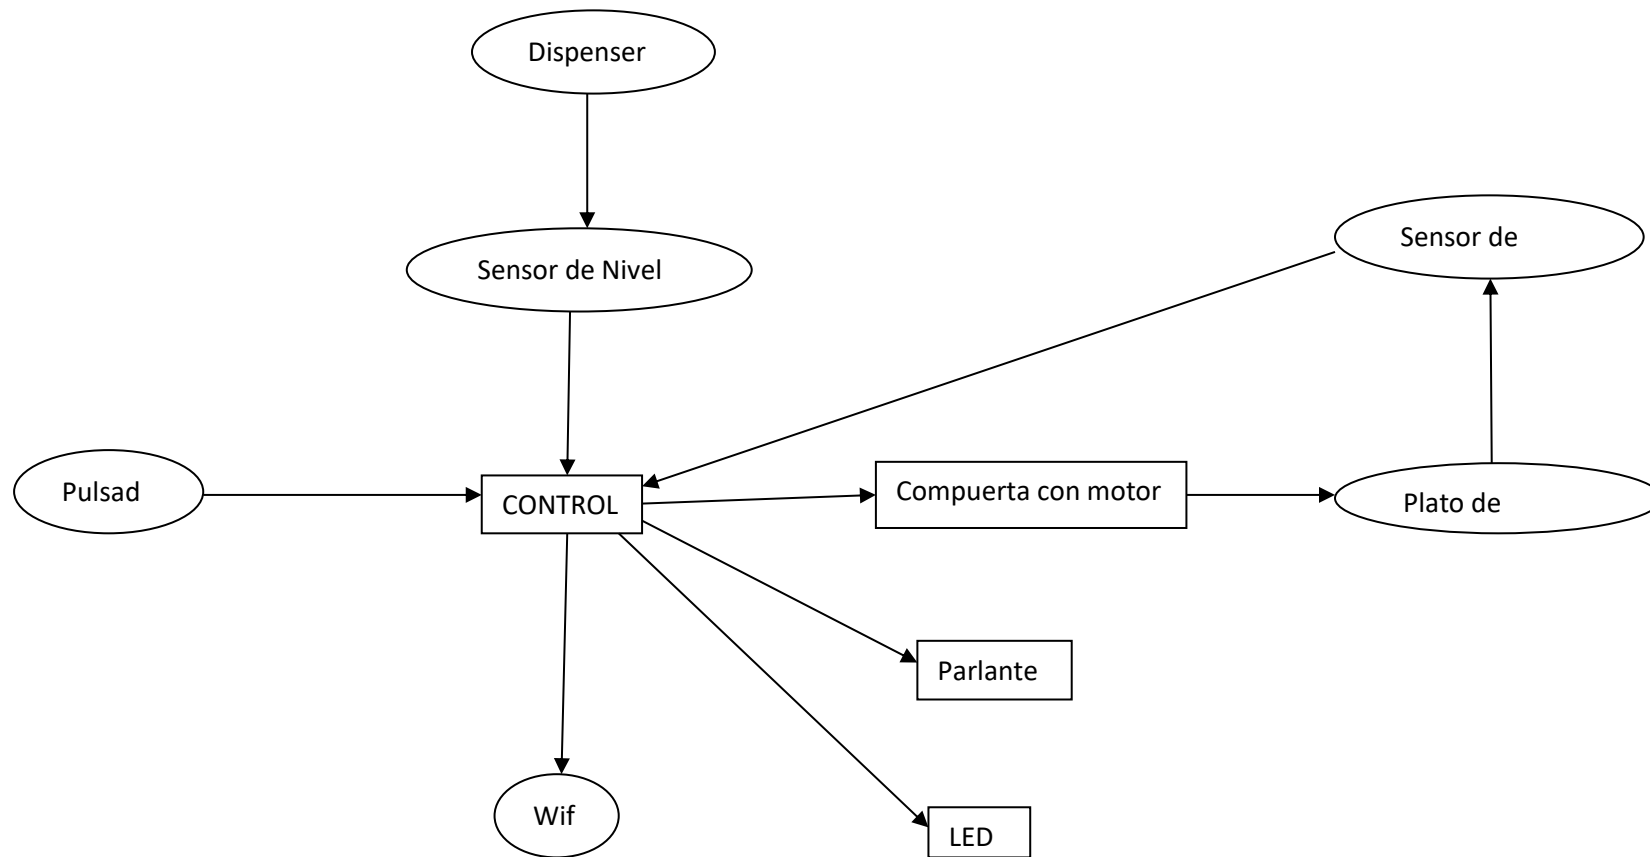 Dispenser
Sensor de
Sensor de Nivel
Pulsad
CONTROL
Compuerta con motor
Plato de
Parlante
Wif
LED